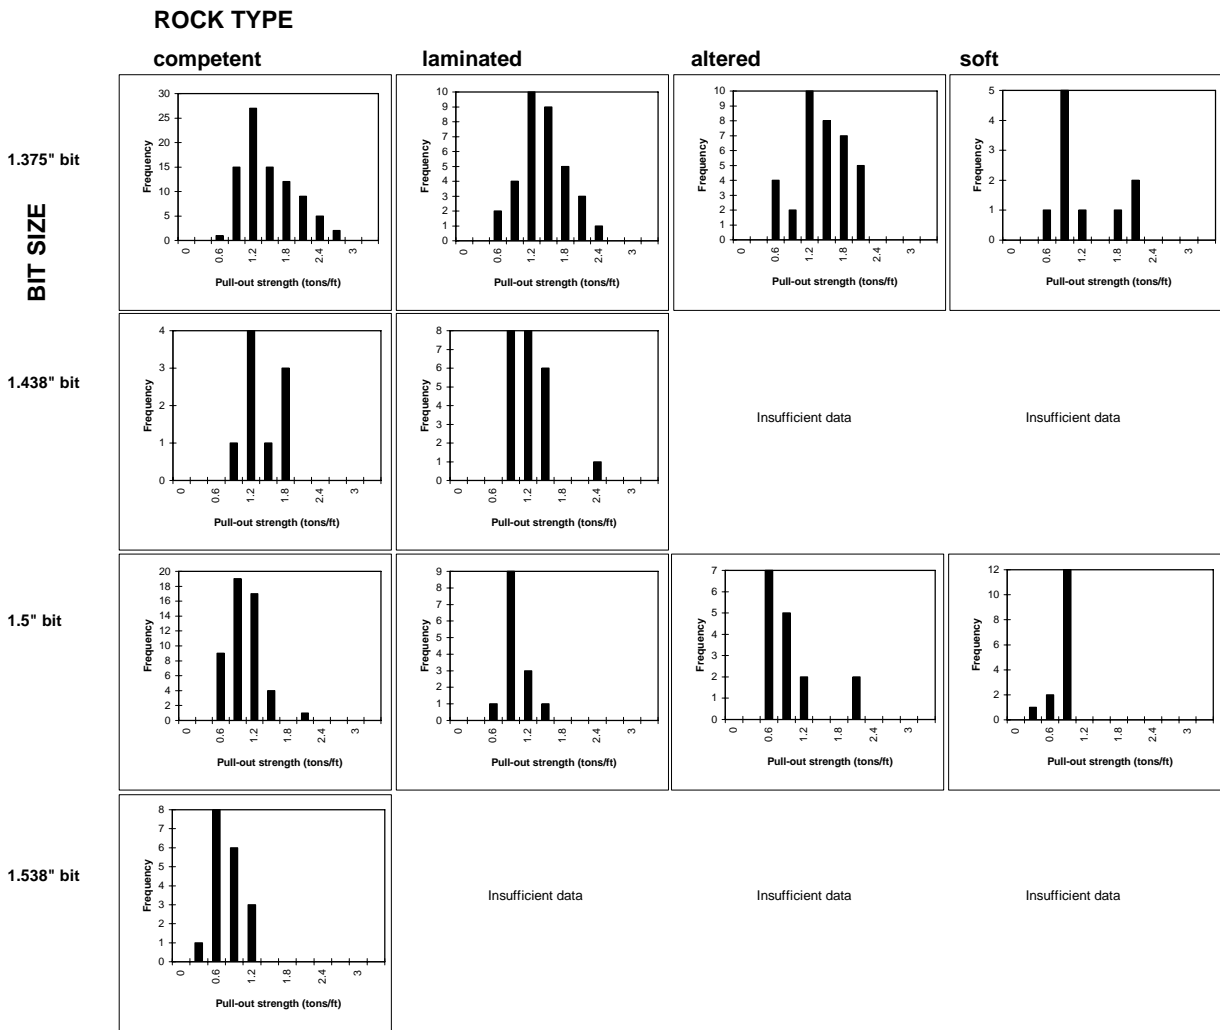 ROCK TYPE
competent laminated altered soft
BIT SIZE
1.375" bit
30
25
20
15
10
5
0
Frequency
0 0.6 1.2 1.8 2.4 3
Pull-out strength (tons/ft)
10
9
8
7
6
5
4
3
2
1
0
Frequency
0 0.6 1.2 1.8 2.4 3
Pull-out strength (tons/ft)
10
9
8
7
6
5
4
3
2
1
0
Frequency
0 0.6 1.2 1.8 2.4 3
Pull-out strength (tons/ft)
5
4
3
2
1
0
Frequency
0 0.6 1.2 1.8 2.4 3
Pull-out strength (tons/ft)
1.438" bit
4
3
2
1
0
Frequency
0 0.6 1.2 1.8 2.4 3
Pull-out strength (tons/ft)
8
7
6
5
4
3
2
1
0
Frequency
0 0.6 1.2 1.8 2.4 3
Pull-out strength (tons/ft)
Insufficient data
Insufficient data
1.5" bit
20
18
16
14
12
10
8
6
4
2
0
Frequency
0 0.6 1.2 1.8 2.4 3
Pull-out strength (tons/ft)
9
8
7
6
5
4
3
2
1
0
Frequency
0 0.6 1.2 1.8 2.4 3
Pull-out strength (tons/ft)
7
6
5
4
3
2
1
0
Frequency
0 0.6 1.2 1.8 2.4 3
Pull-out strength (tons/ft)
12
10
8
6
4
2
0
Frequency
0 0.6 1.2 1.8 2.4 3
Pull-out strength (tons/ft)
1.538" bit
8
7
6
5
4
3
2
1
0
Frequency
0 0.6 1.2 1.8 2.4 3
Pull-out strength (tons/ft)
Insufficient data
Insufficient data
Insufficient data